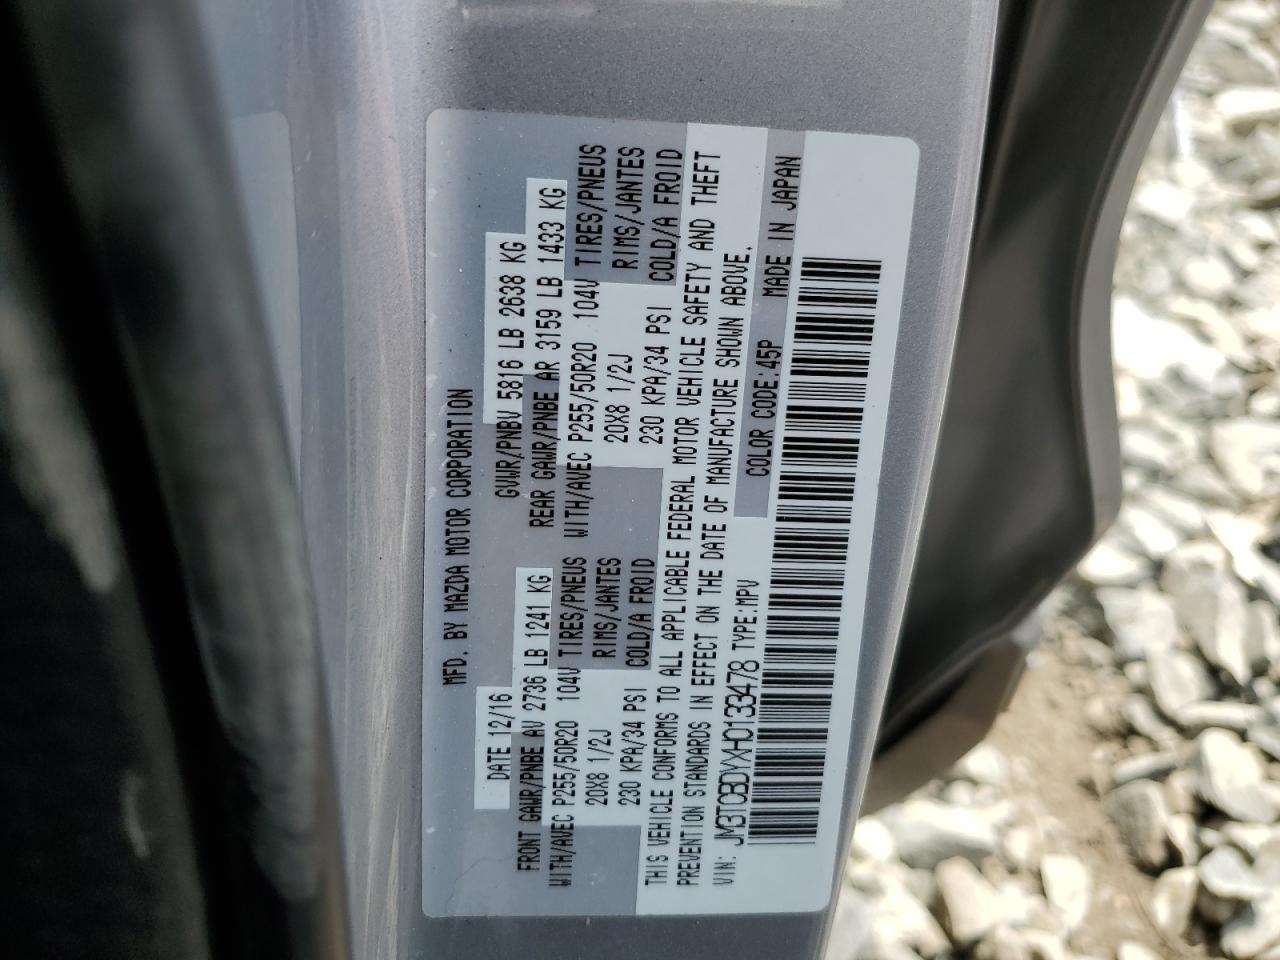 MFD. BY MAZDA MOTOR CORPORATION
DATE 12/16 GVWR/PNBV 5816 LB 2638 KG
FRONT GAWR/PNBE AV 2736 LB 1241 KG REAR GAWR/PNBE AR 3159 LB 1433 KG
WITH/AVEC P255/50R20 104V TIRES/PNEUS WITH/AVEC P255/50R20 104V TIRES/PNEUS
20X8 1/2J RIMS/JANTES 20X8 1/2J RIMS/JANTES
230 KPA/34 PSI COLD/A FROID 230 KPA/34 PSI COLD/A FROID
THIS VEHICLE CONFORMS TO ALL APPLICABLE FEDERAL MOTOR VEHICLE SAFETY AND THEFT
PREVENTION STANDARDS IN EFFECT ON THE DATE OF MANUFACTURE SHOWN ABOVE.
VIN: JM3TCBDYXH0133478 TYPE:MPV COLOR CODE.45P MADE IN JAPAN